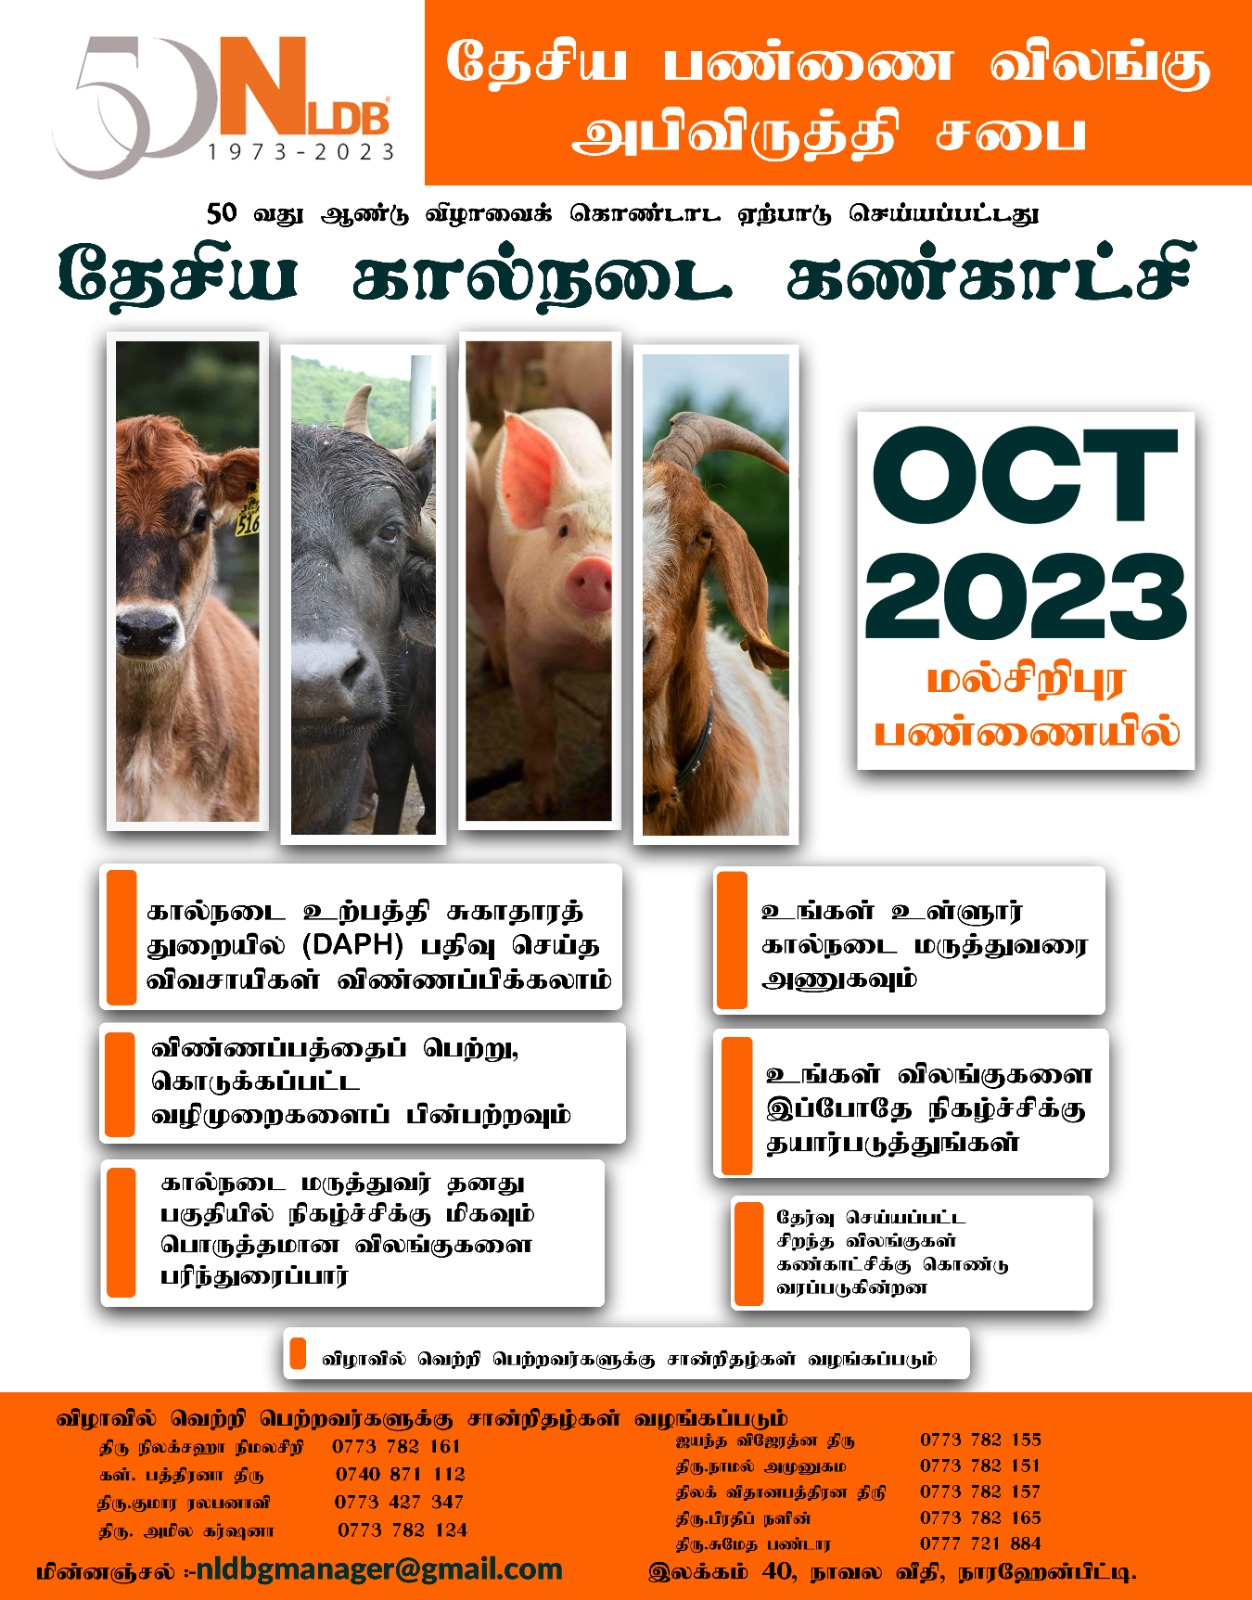 50 NLDB
1973-2023
தேசிய பண்ணை விலங்கு
அபிவிருத்தி சபை
50 வது ஆண்டு விழாவைக் கொண்டாட ஏற்பாடு செய்யப்பட்டது
தேசிய கால்நடை கண்காட்சி
516
OCT
2023
மல்சிறிபுர
பண்ணையில்
கால்நடை உற்பத்தி சுகாதாரத்
துறையில் (DAPH) பதிவு செய்த
விவசாயிகள் விண்ணப்பிக்கலாம்
உங்கள் உள்ளூர்
கால்நடை மருத்துவரை
அணுகவும்
விண்ணப்பத்தைப் பெற்று,
கொடுக்கப்பட்ட
வழிமுறைகளைப் பின்பற்றவும்
உங்கள் விலங்குகளை
இப்போதே நிகழ்ச்சிக்கு
தயார்படுத்துங்கள்
கால்நடை மருத்துவர் தனது
பகுதியில் நிகழ்ச்சிக்கு மிகவும்
பொருத்தமான விலங்குகளை
பரிந்துரைப்பார்
தேர்வு செய்யப்பட்ட
சிறந்த விலங்குகள்
கண்காட்சிக்கு கொண்டு
வரப்படுகின்றன
விழாவில் வெற்றி பெற்றவர்களுக்கு சான்றிதழ்கள் வழங்கப்படும்
விழாவில் வெற்றி பெற்றவர்களுக்கு சான்றிதழ்கள் வழங்கப்படும்
திரு நிலக்சஹா நிமலசிறி 0773 782 161
கள். பத்திரனா திரு 0740 871 112
திரு.குமார ரலபனாவி 0773 427 347
திரு. அமில கர்ஷனா 0773 782 124
ஜயந்த விஜேரத்ன திரு 0773 782 155
திரு.நாமல் அமுனுகம 0773 782 151
திலக் விதானபத்திரன திரு 0773 782 157
திரு.பிரதீப் நளின் 0773 782 165
திரு.சுமேத பண்டார 0777 721 884
மின்னஞ்சல் :-nldbgmanager@gmail.com
இலக்கம் 40, நாவல வீதி, நாரஹேன்பிட்டி.